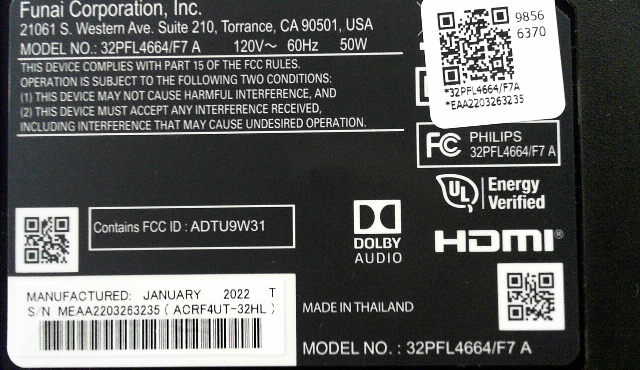 Funai Corporation, Inc.
21061 S. Western Ave. Suite 210, Torrance, CA 90501, USA
MODEL NO.: 32PFL4664/F7 A 120V~ 60Hz 50W
THIS DEVICE COMPLIES WITH PART 15 OF THE FCC RULES.
OPERATION IS SUBJECT TO THE FOLLOWING TWO CONDITIONS:
(1) THIS DEVICE MAY NOT CAUSE HARMFUL INTERFERENCE, AND
(2) THIS DEVICE MUST ACCEPT ANY INTERFERENCE RECEIVED,
INCLUDING INTERFERENCE THAT MAY CAUSE UNDESIRED OPERATION.
9856
6370
*32PFL4664/F7A
*EAA2203263235
FC PHILIPS
32PFL4664/F7 A
UL Energy
Verified
Contains FCC ID : ADTU9W31
DOLBY
AUDIO
HDMI®
MANUFACTURED: JANUARY 2022 T
S/N MEAA2203263235 ( ACRF4UT-32HL )
MADE IN THAILAND
MODEL NO. : 32PFL4664/F7 A